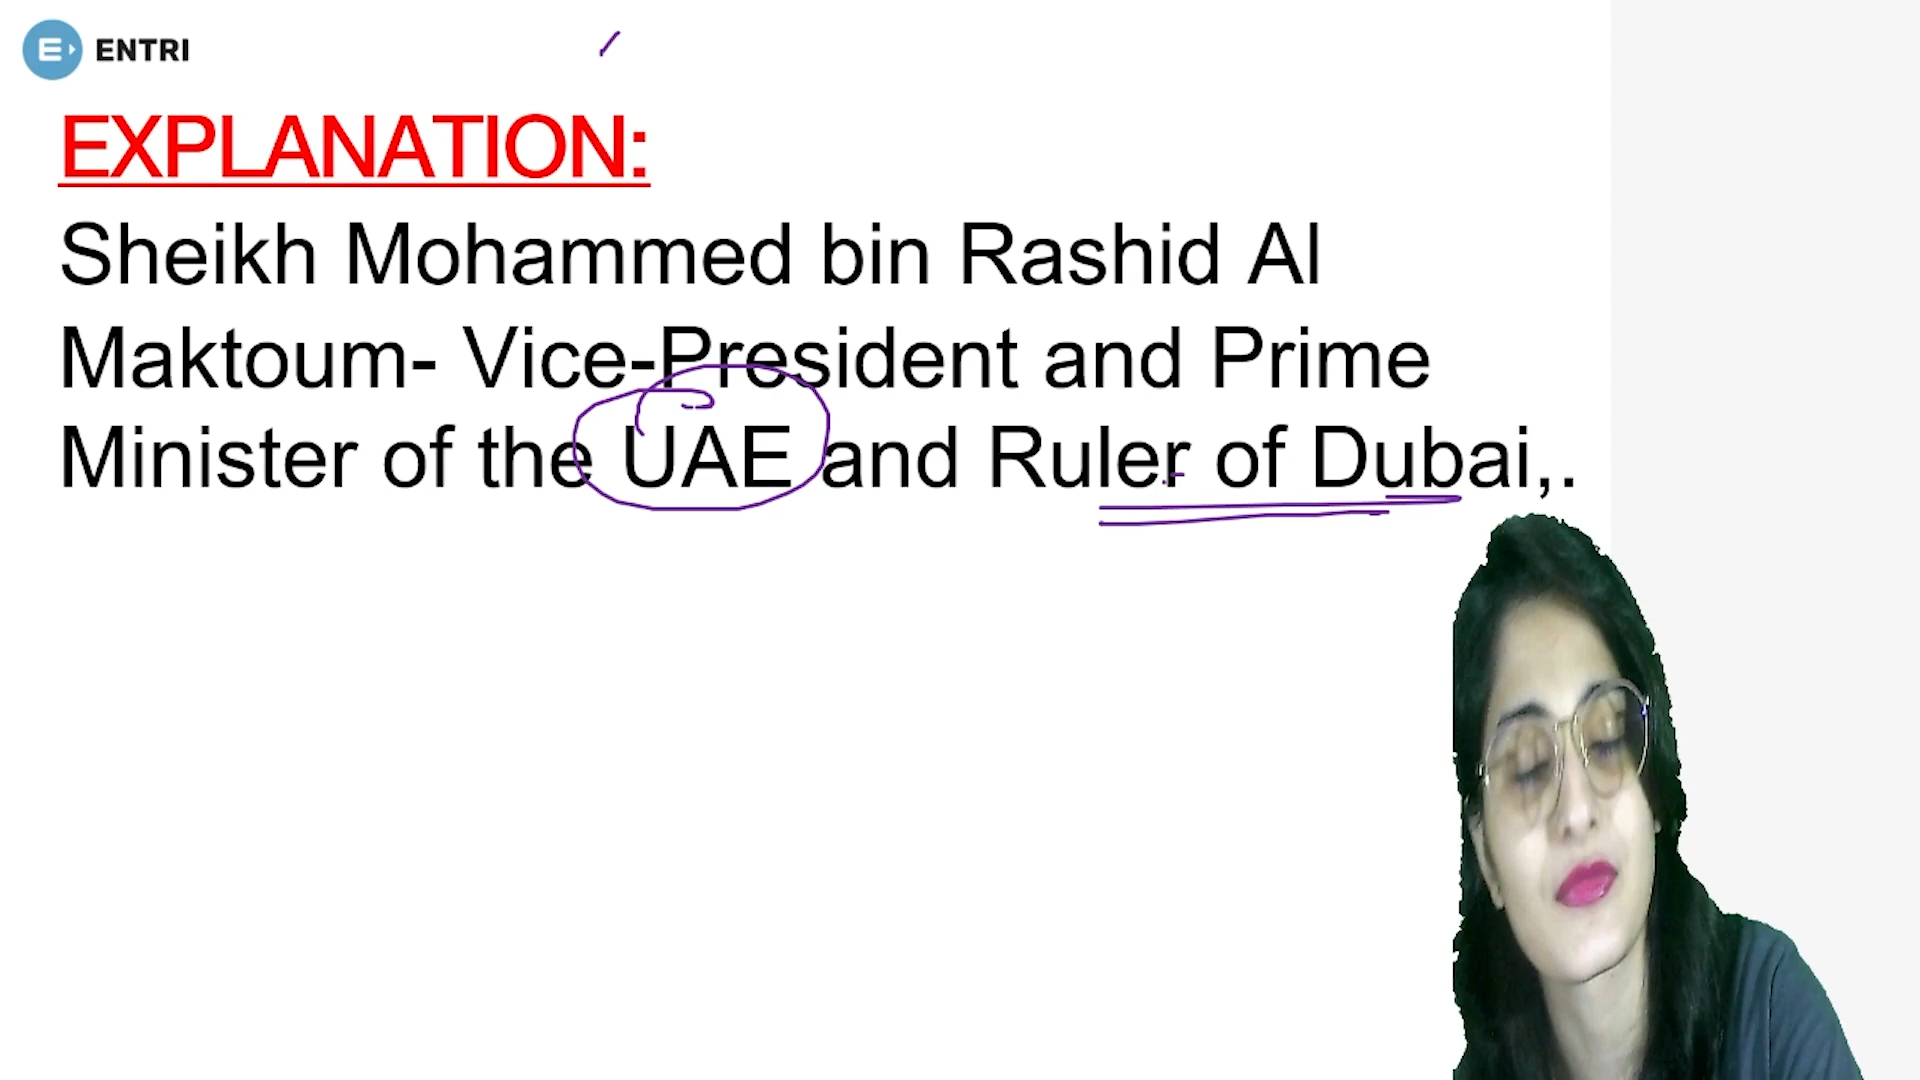 E ENTRI
EXPLANATION:
Sheikh Mohammed bin Rashid Al
Maktoum- Vice-President and Prime
Minister of the UAE and Ruler of Dubai,.